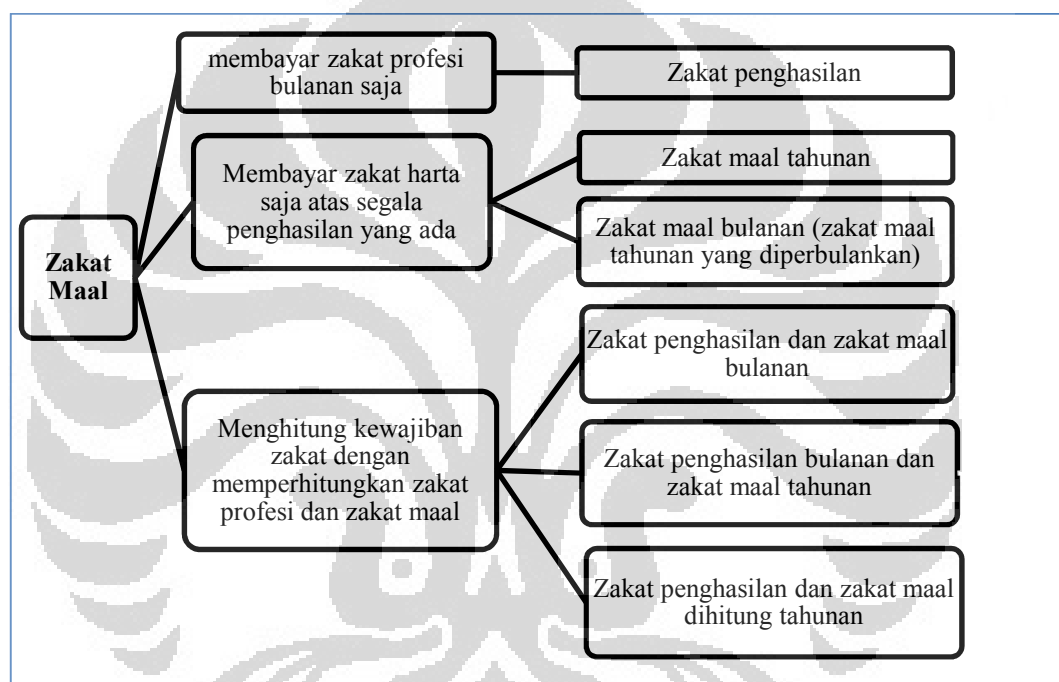 Zakat
Maal
membayar zakat profesi
bulanan saja
Zakat penghasilan
Membayar zakat harta
saja atas segala
penghasilan yang ada
Zakat maal tahunan
Zakat maal bulanan (zakat maal
tahunan yang diperbulankan)
Menghitung kewajiban
zakat dengan
memperhitungkan zakat
profesi dan zakat maal
Zakat penghasilan dan zakat maal
bulanan
Zakat penghasilan bulanan dan
zakat maal tahunan
Zakat penghasilan dan zakat maal
dihitung tahunan